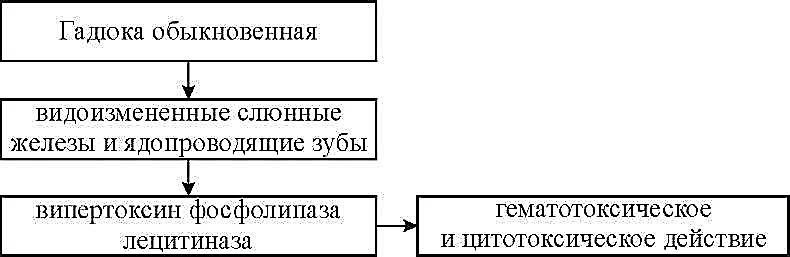 Гадюка обыкновенная
видоизмененные слюнные
железы и ядопроводящие зубы
випертоксин фосфолипаза
лецитиназа
гематотоксическое
и цитотоксическое действие